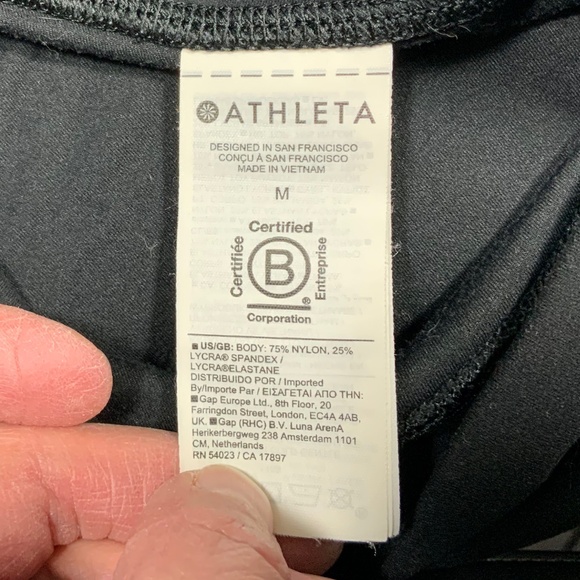 ATHLETA
DESIGNED IN SAN FRANCISCO
CONÇU À SAN FRANCISCO
MADE IN VIETNAM
M
Certified
Certifiée
B
Entreprise
Corporation
US/GB: BODY: 75% NYLON, 25%
LYCRA® SPANDEX /
LYCRA®ELASTANE
DISTRIBUIDO POR / Imported
By/Importe Par / ΕΙΣΑΓΕΤΑΙ ΑΠΟ ΤΗΝ:
Gap Europe Ltd., 8th Floor, 20
Farringdon Street, London, EC4A 4AB,
UK. Gap (RHC) B.V. Luna ArenA
Herikerbergweg 238 Amsterdam 1101
CM, Netherlands
RN 54023 / CA 17897